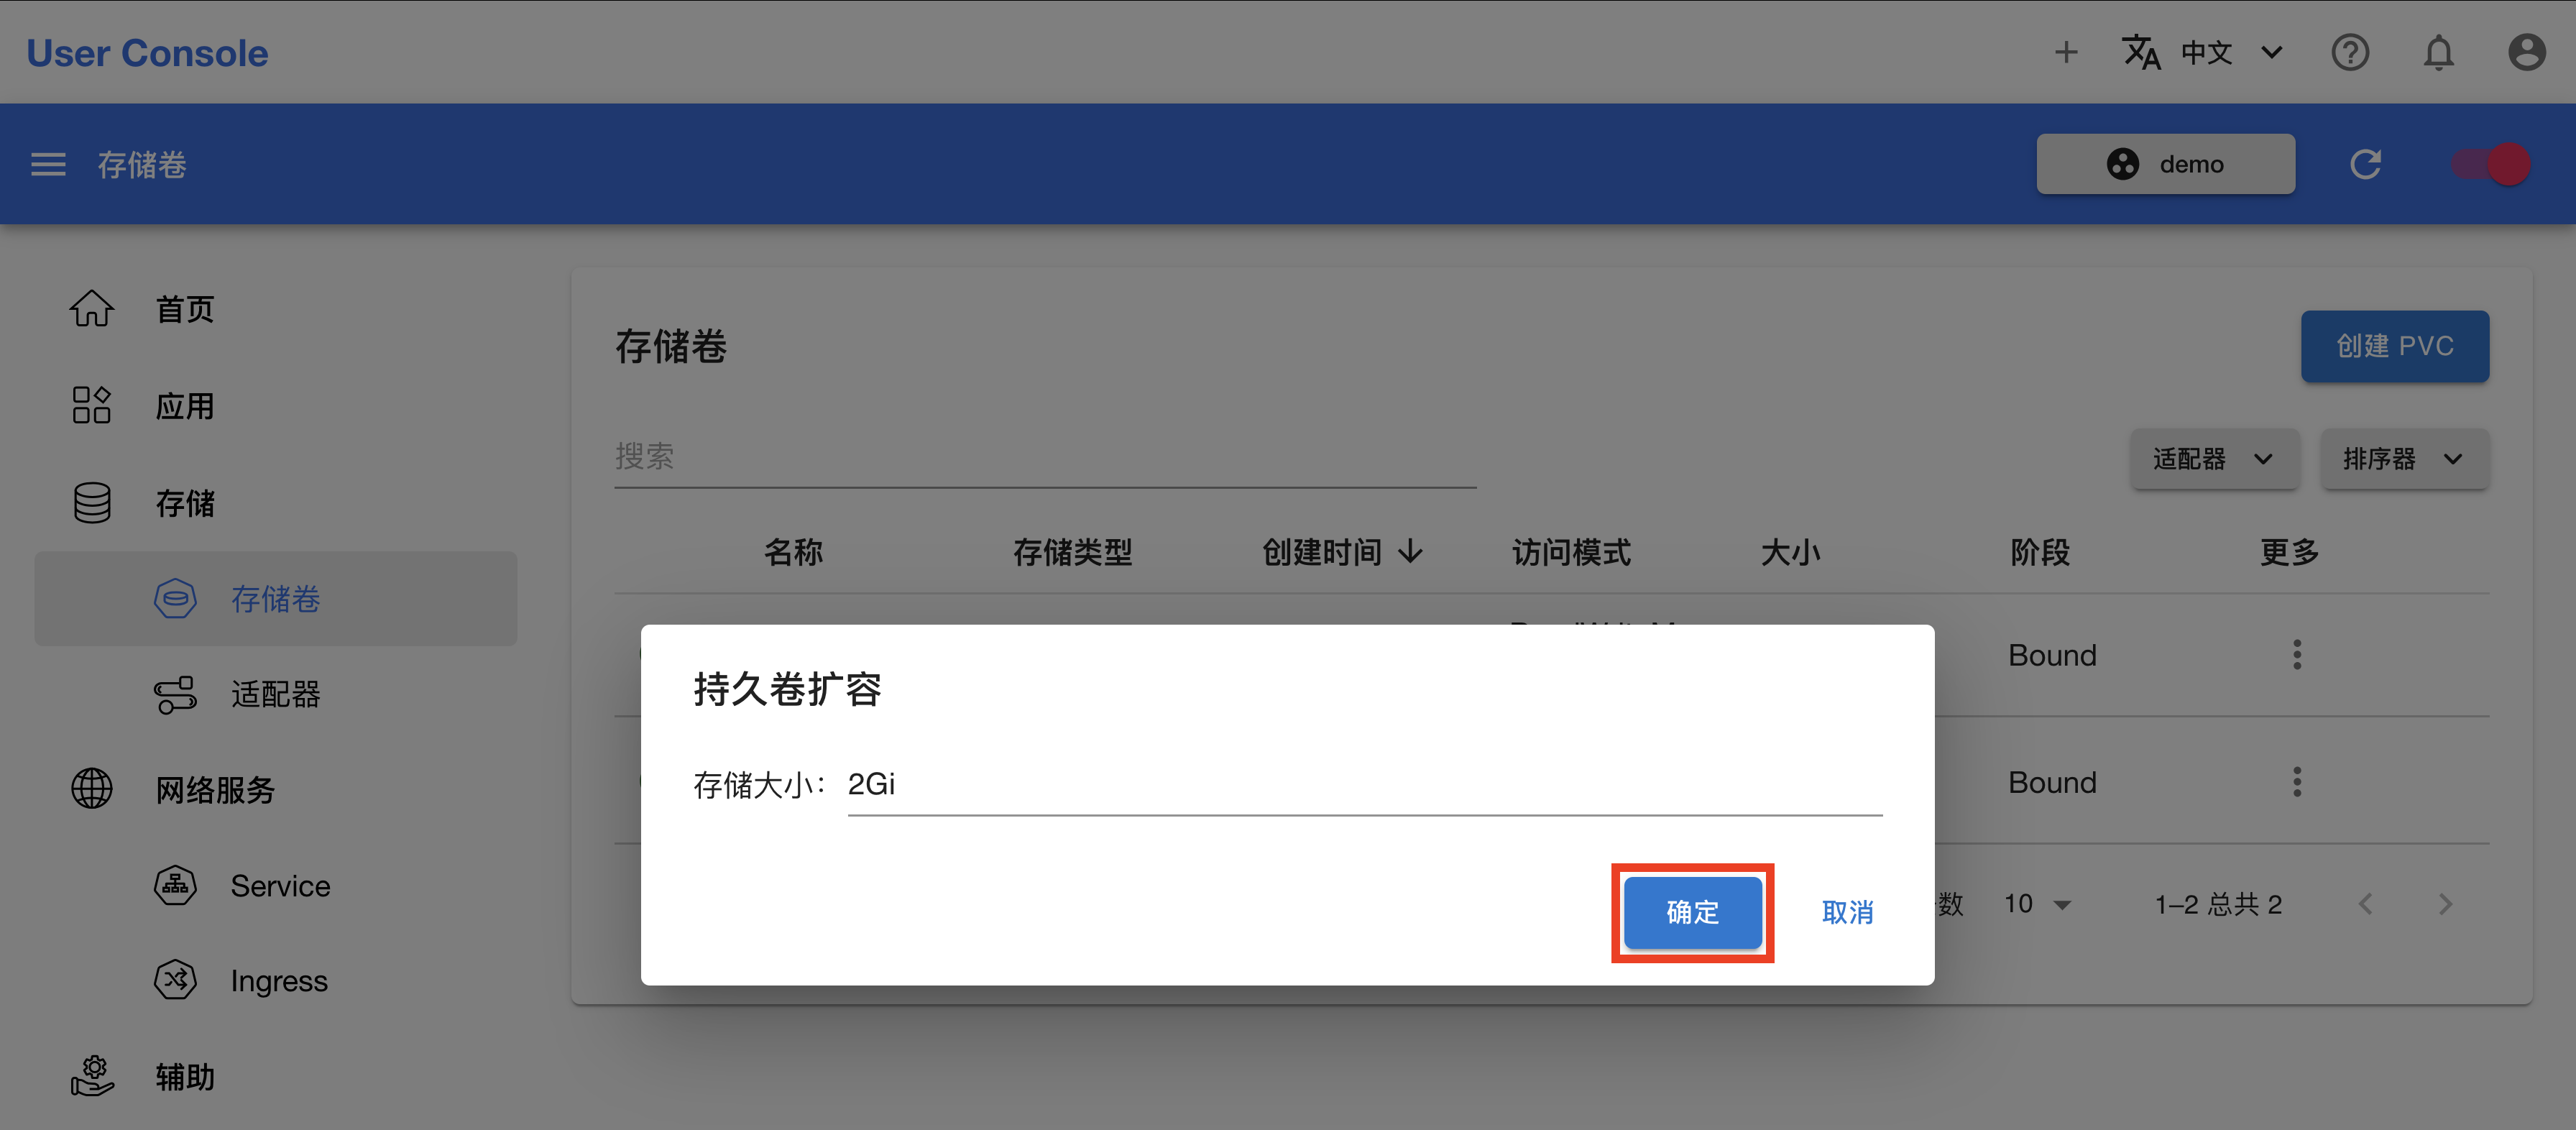 User Console
中文
存储卷
demo
首页
应用
存储
存储卷
适配器
网络服务
Service
Ingress
辅助
存储卷
创建 PVC
搜索
适配器
排序器
名称 存储类型 创建时间 访问模式 大小 阶段 更多
Bound
Bound
数 10 1–2 总共 2
持久卷扩容
存储大小: 2Gi
确定 取消